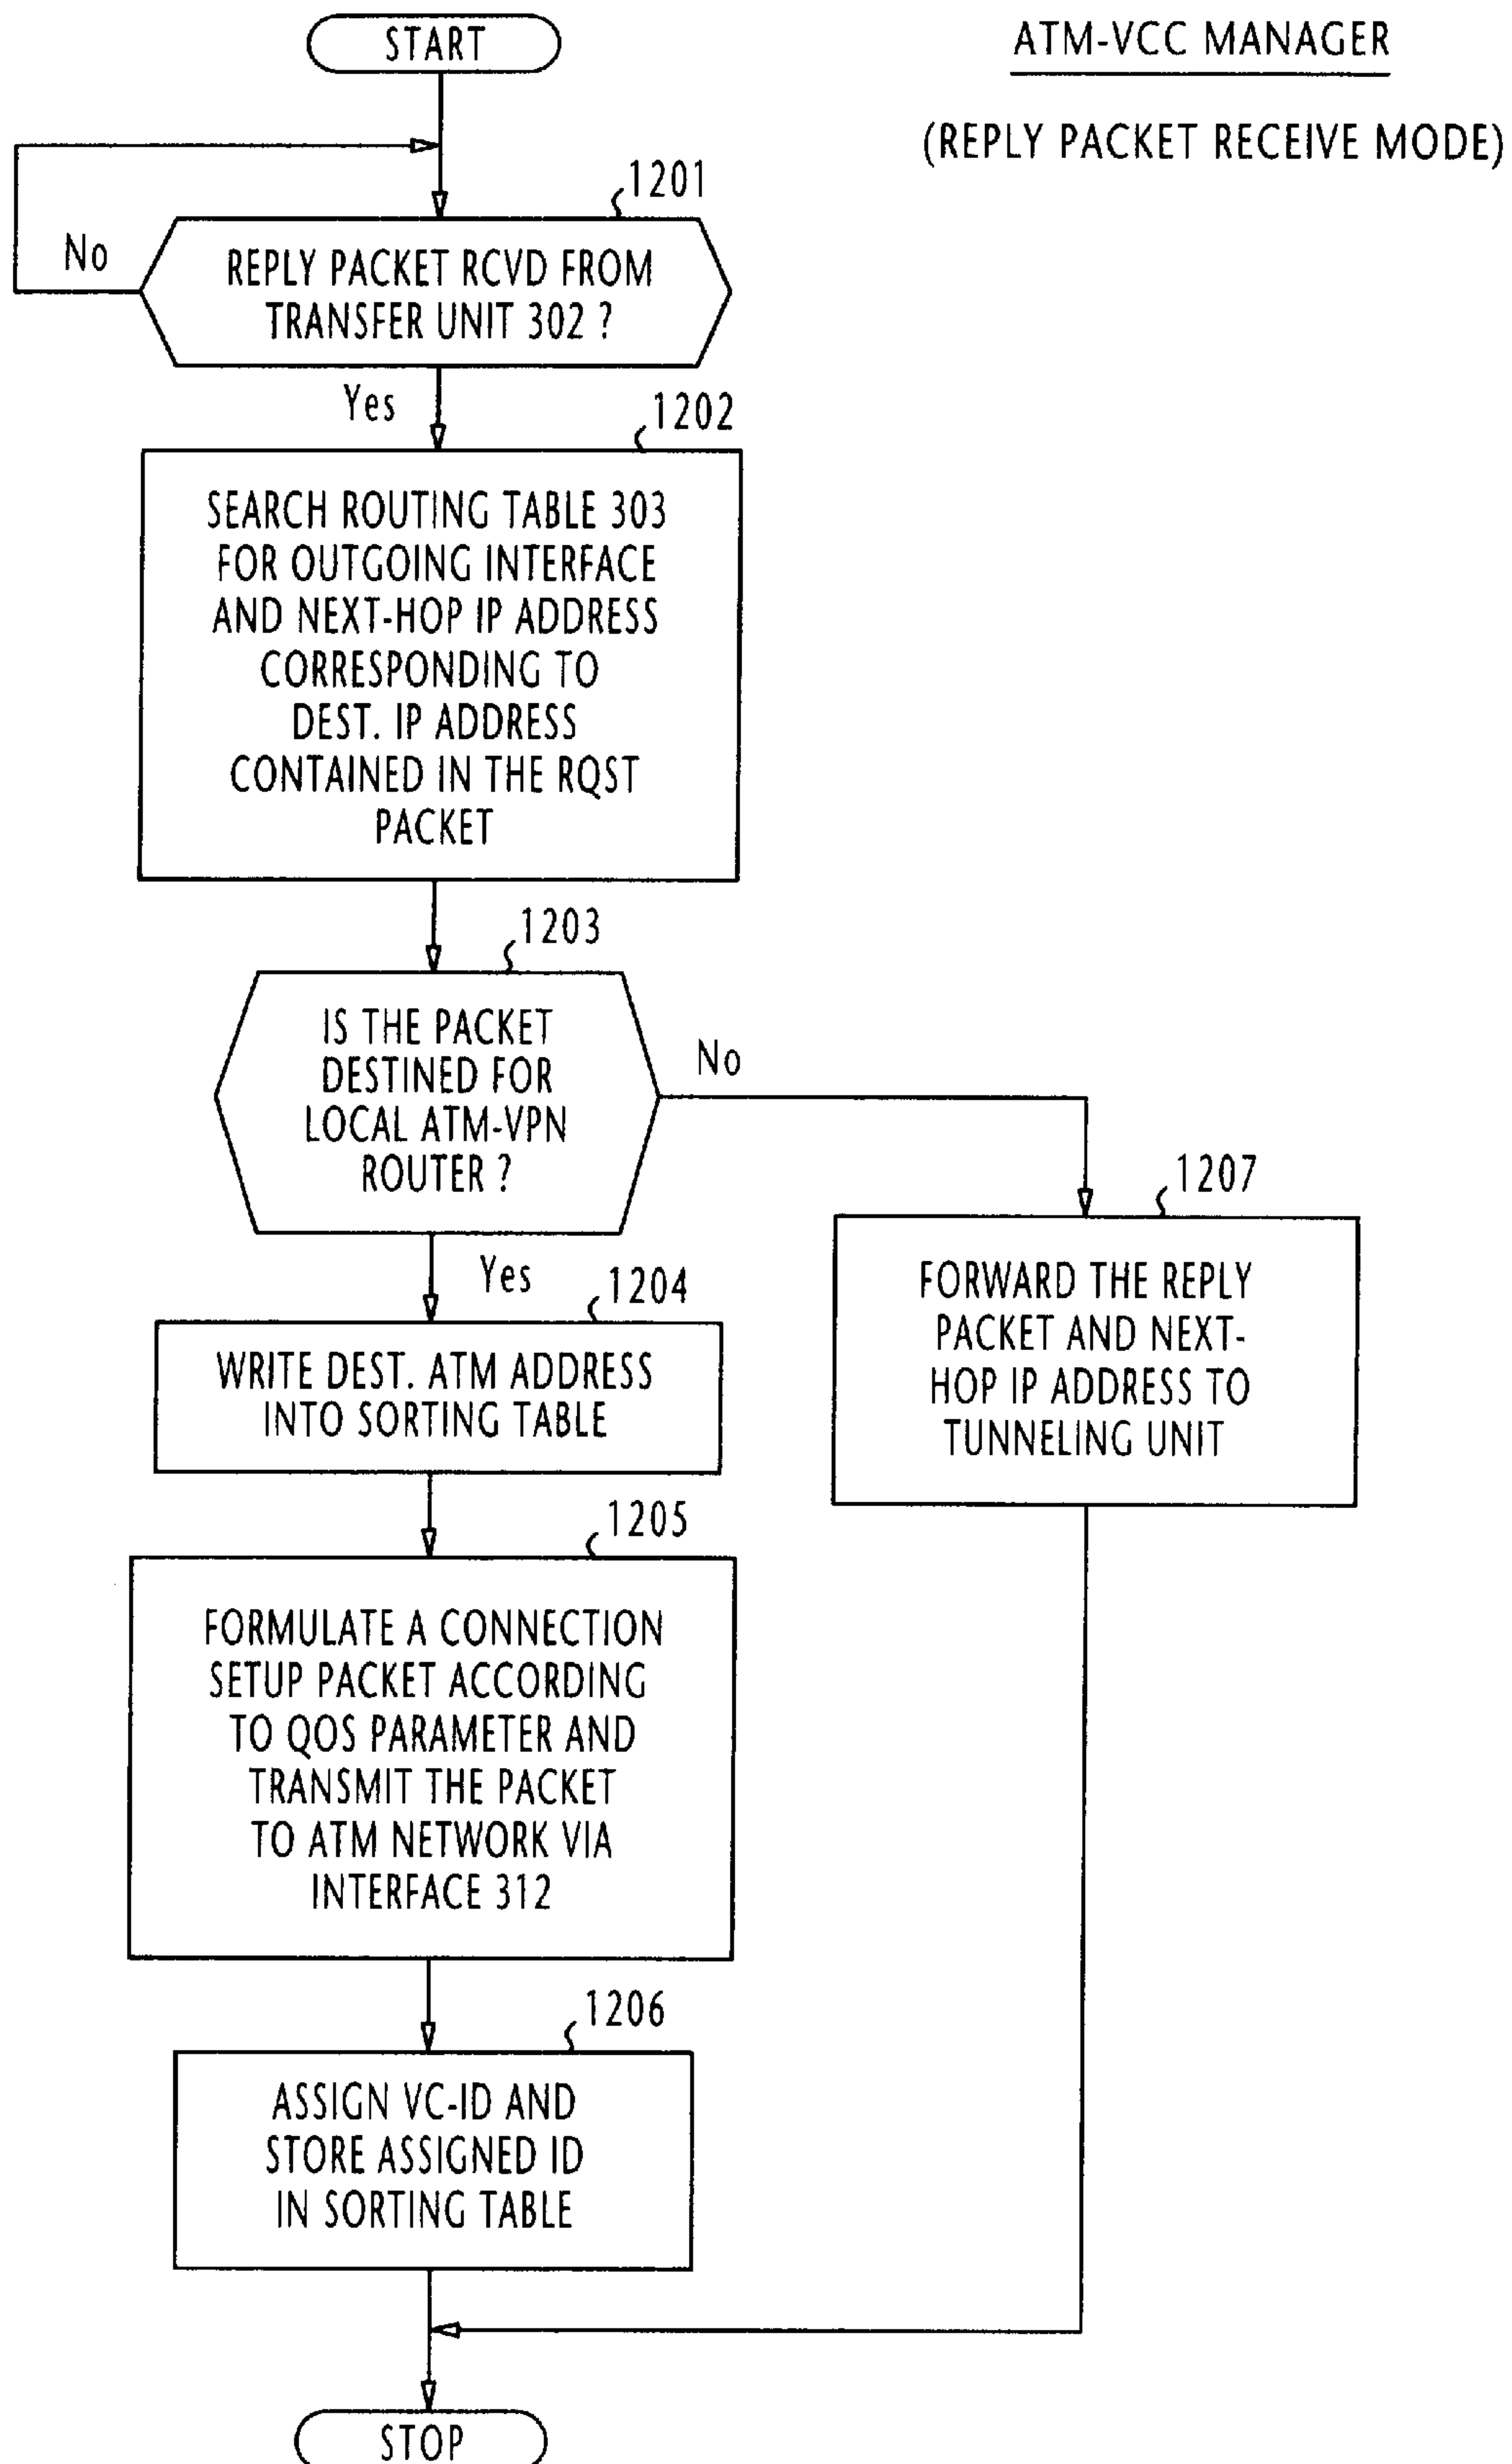 START
ATM-VCC MANAGER
(REPLY PACKET RECEIVE MODE)
1201
No
REPLY PACKET RCVD FROM
TRANSFER UNIT 302 ?
Yes
1202
SEARCH ROUTING TABLE 303
FOR OUTGOING INTERFACE
AND NEXT-HOP IP ADDRESS
CORRESPONDING TO
DEST. IP ADDRESS
CONTAINED IN THE RQST
PACKET
1203
IS THE PACKET
DESTINED FOR
LOCAL ATM-VPN
ROUTER ?
No
Yes
1204
WRITE DEST. ATM ADDRESS
INTO SORTING TABLE
1207
FORWARD THE REPLY
PACKET AND NEXT-
HOP IP ADDRESS TO
TUNNELING UNIT
1205
FORMULATE A CONNECTION
SETUP PACKET ACCORDING
TO QOS PARAMETER AND
TRANSMIT THE PACKET
TO ATM NETWORK VIA
INTERFACE 312
1206
ASSIGN VC-ID AND
STORE ASSIGNED ID
IN SORTING TABLE
STOP